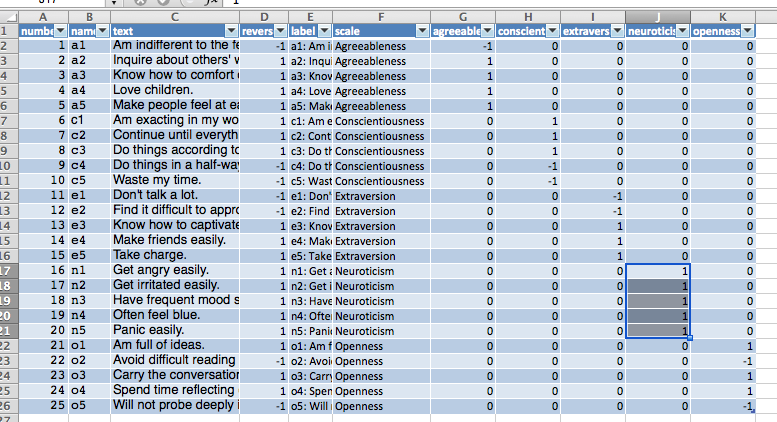 A B C D E F G H I J K
1 numbe name text revers label scale agreeable conscient extravers neurotici openness
2 1 a1 Am indifferent to the fe -1 a1: Am i Agreeableness -1 0 0 0 0
3 2 a2 Inquire about others' w 1 a2: Inqui Agreeableness 1 0 0 0 0
4 3 a3 Know how to comfort 1 a3: Know Agreeableness 1 0 0 0 0
5 4 a4 Love children. 1 a4: Love Agreeableness 1 0 0 0 0
6 5 a5 Make people feel at ea 1 a5: Make Agreeableness 1 0 0 0 0
7 6 c1 Am exacting in my wo 1 c1: Am e Conscientiousness 0 1 0 0 0
8 7 c2 Continue until everyth 1 c2: Cont Conscientiousness 0 1 0 0 0
9 8 c3 Do things according to 1 c3: Do th Conscientiousness 0 1 0 0 0
10 9 c4 Do things in a half-way -1 c4: Do th Conscientiousness 0 -1 0 0 0
11 10 c5 Waste my time. -1 c5: Wast Conscientiousness 0 -1 0 0 0
12 11 e1 Don't talk a lot. -1 e1: Don' Extraversion 0 0 -1 0 0
13 12 e2 Find it difficult to appro -1 e2: Find Extraversion 0 0 -1 0 0
14 13 e3 Know how to captivate 1 e3: Know Extraversion 0 0 1 0 0
15 14 e4 Make friends easily. 1 e4: Make Extraversion 0 0 1 0 0
16 15 e5 Take charge. 1 e5: Take Extraversion 0 0 1 0 0
17 16 n1 Get angry easily. 1 n1: Get a Neuroticism 0 0 0 1 0
18 17 n2 Get irritated easily. 1 n2: Get i Neuroticism 0 0 0 1 0
19 18 n3 Have frequent mood s 1 n3: Have Neuroticism 0 0 0 1 0
20 19 n4 Often feel blue. 1 n4: Ofte Neuroticism 0 0 0 1 0
21 20 n5 Panic easily. 1 n5: Pani Neuroticism 0 0 0 1 0
22 21 o1 Am full of ideas. 1 o1: Am f Openness 0 0 0 0 1
23 22 o2 Avoid difficult reading -1 o2: Avoi Openness 0 0 0 0 -1
24 23 o3 Carry the conversation 1 o3: Carry Openness 0 0 0 0 1
25 24 o4 Spend time reflecting 1 o4: Spen Openness 0 0 0 0 1
26 25 o5 Will not probe deeply i -1 o5: Will Openness 0 0 0 0 -1